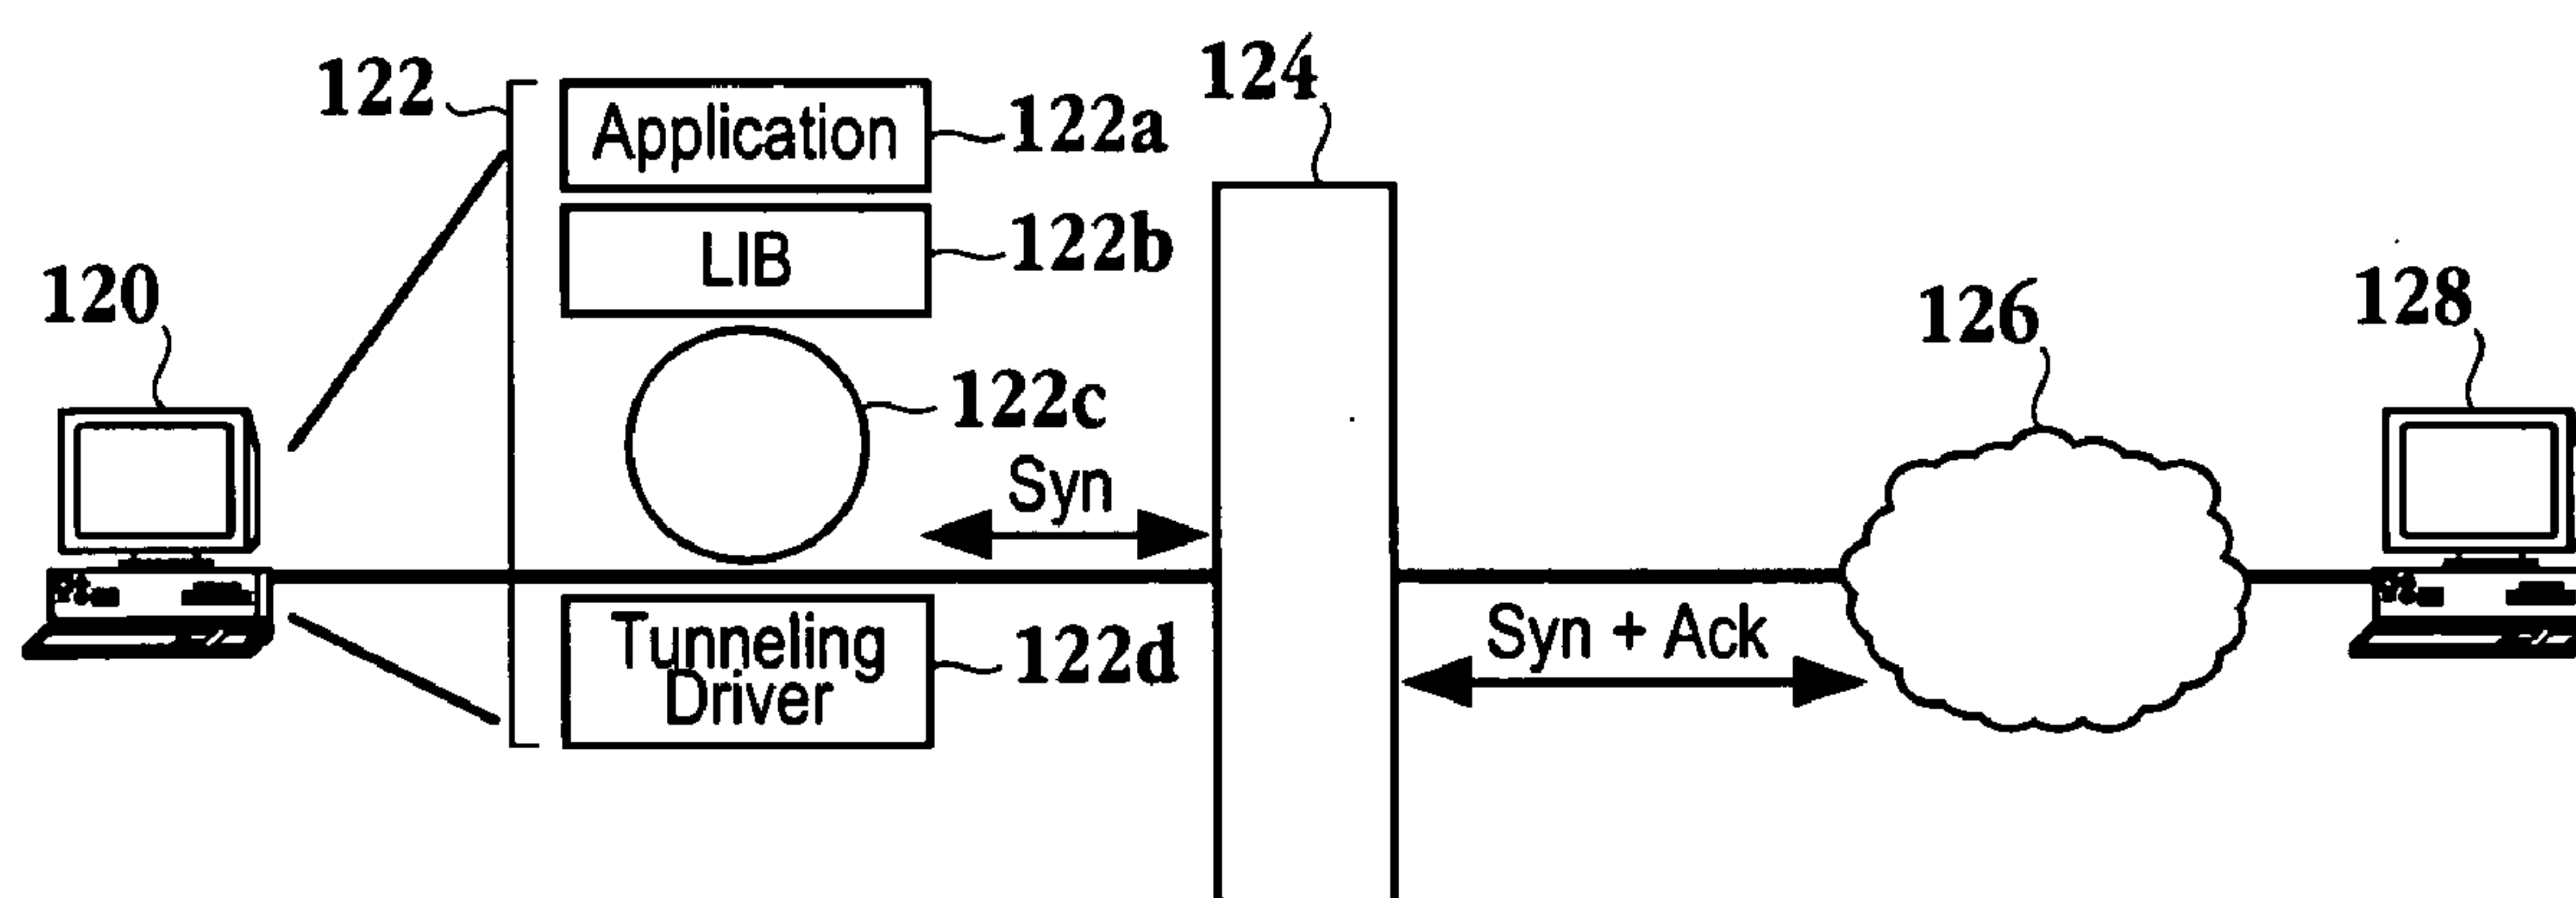 122
Application
122a
124
LIB
122b
120
122c
126
128
Syn
Tunneling
Driver
122d
Syn + Ack